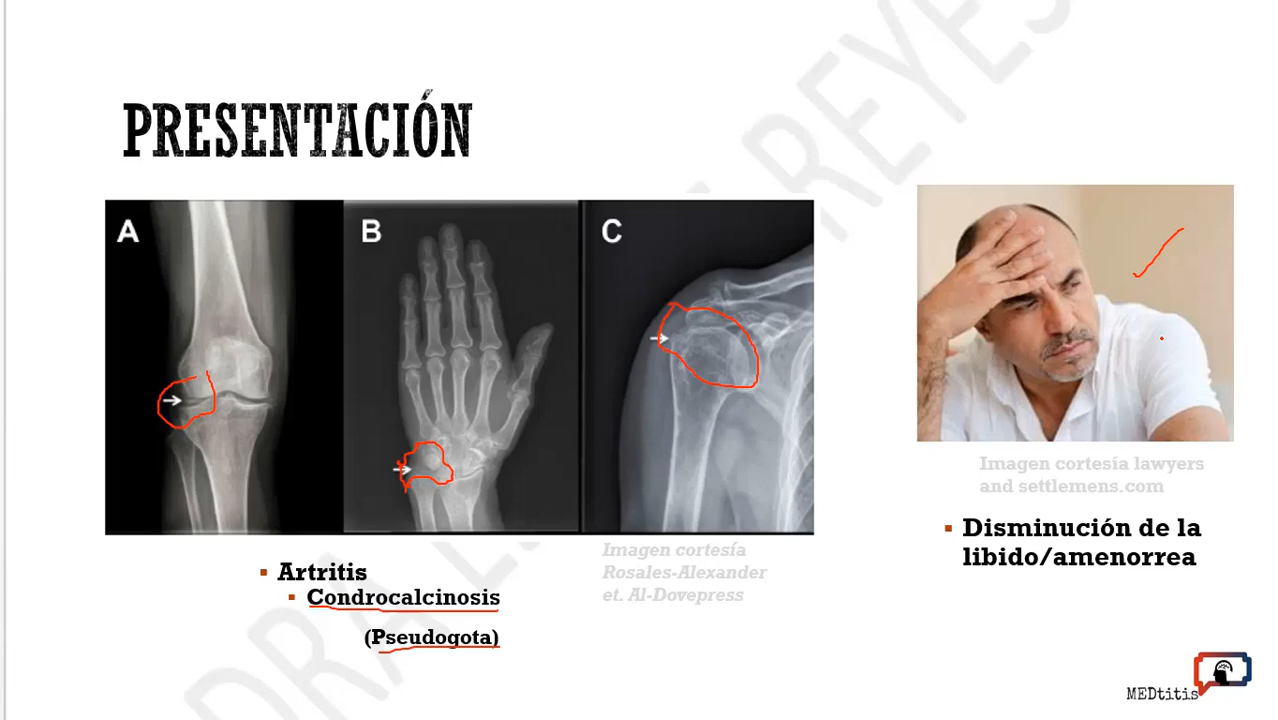 PRESENTACIÓN
A
B
C
Imagen cortesía lawyers
and settlemens.com
Disminución de la
libido/amenorrea
Imagen cortesía
Rosales-Alexander
et. Al-Dovepress
Artritis
Condrocalcinosis
(Pseudogota)
MEDtitis
REYES